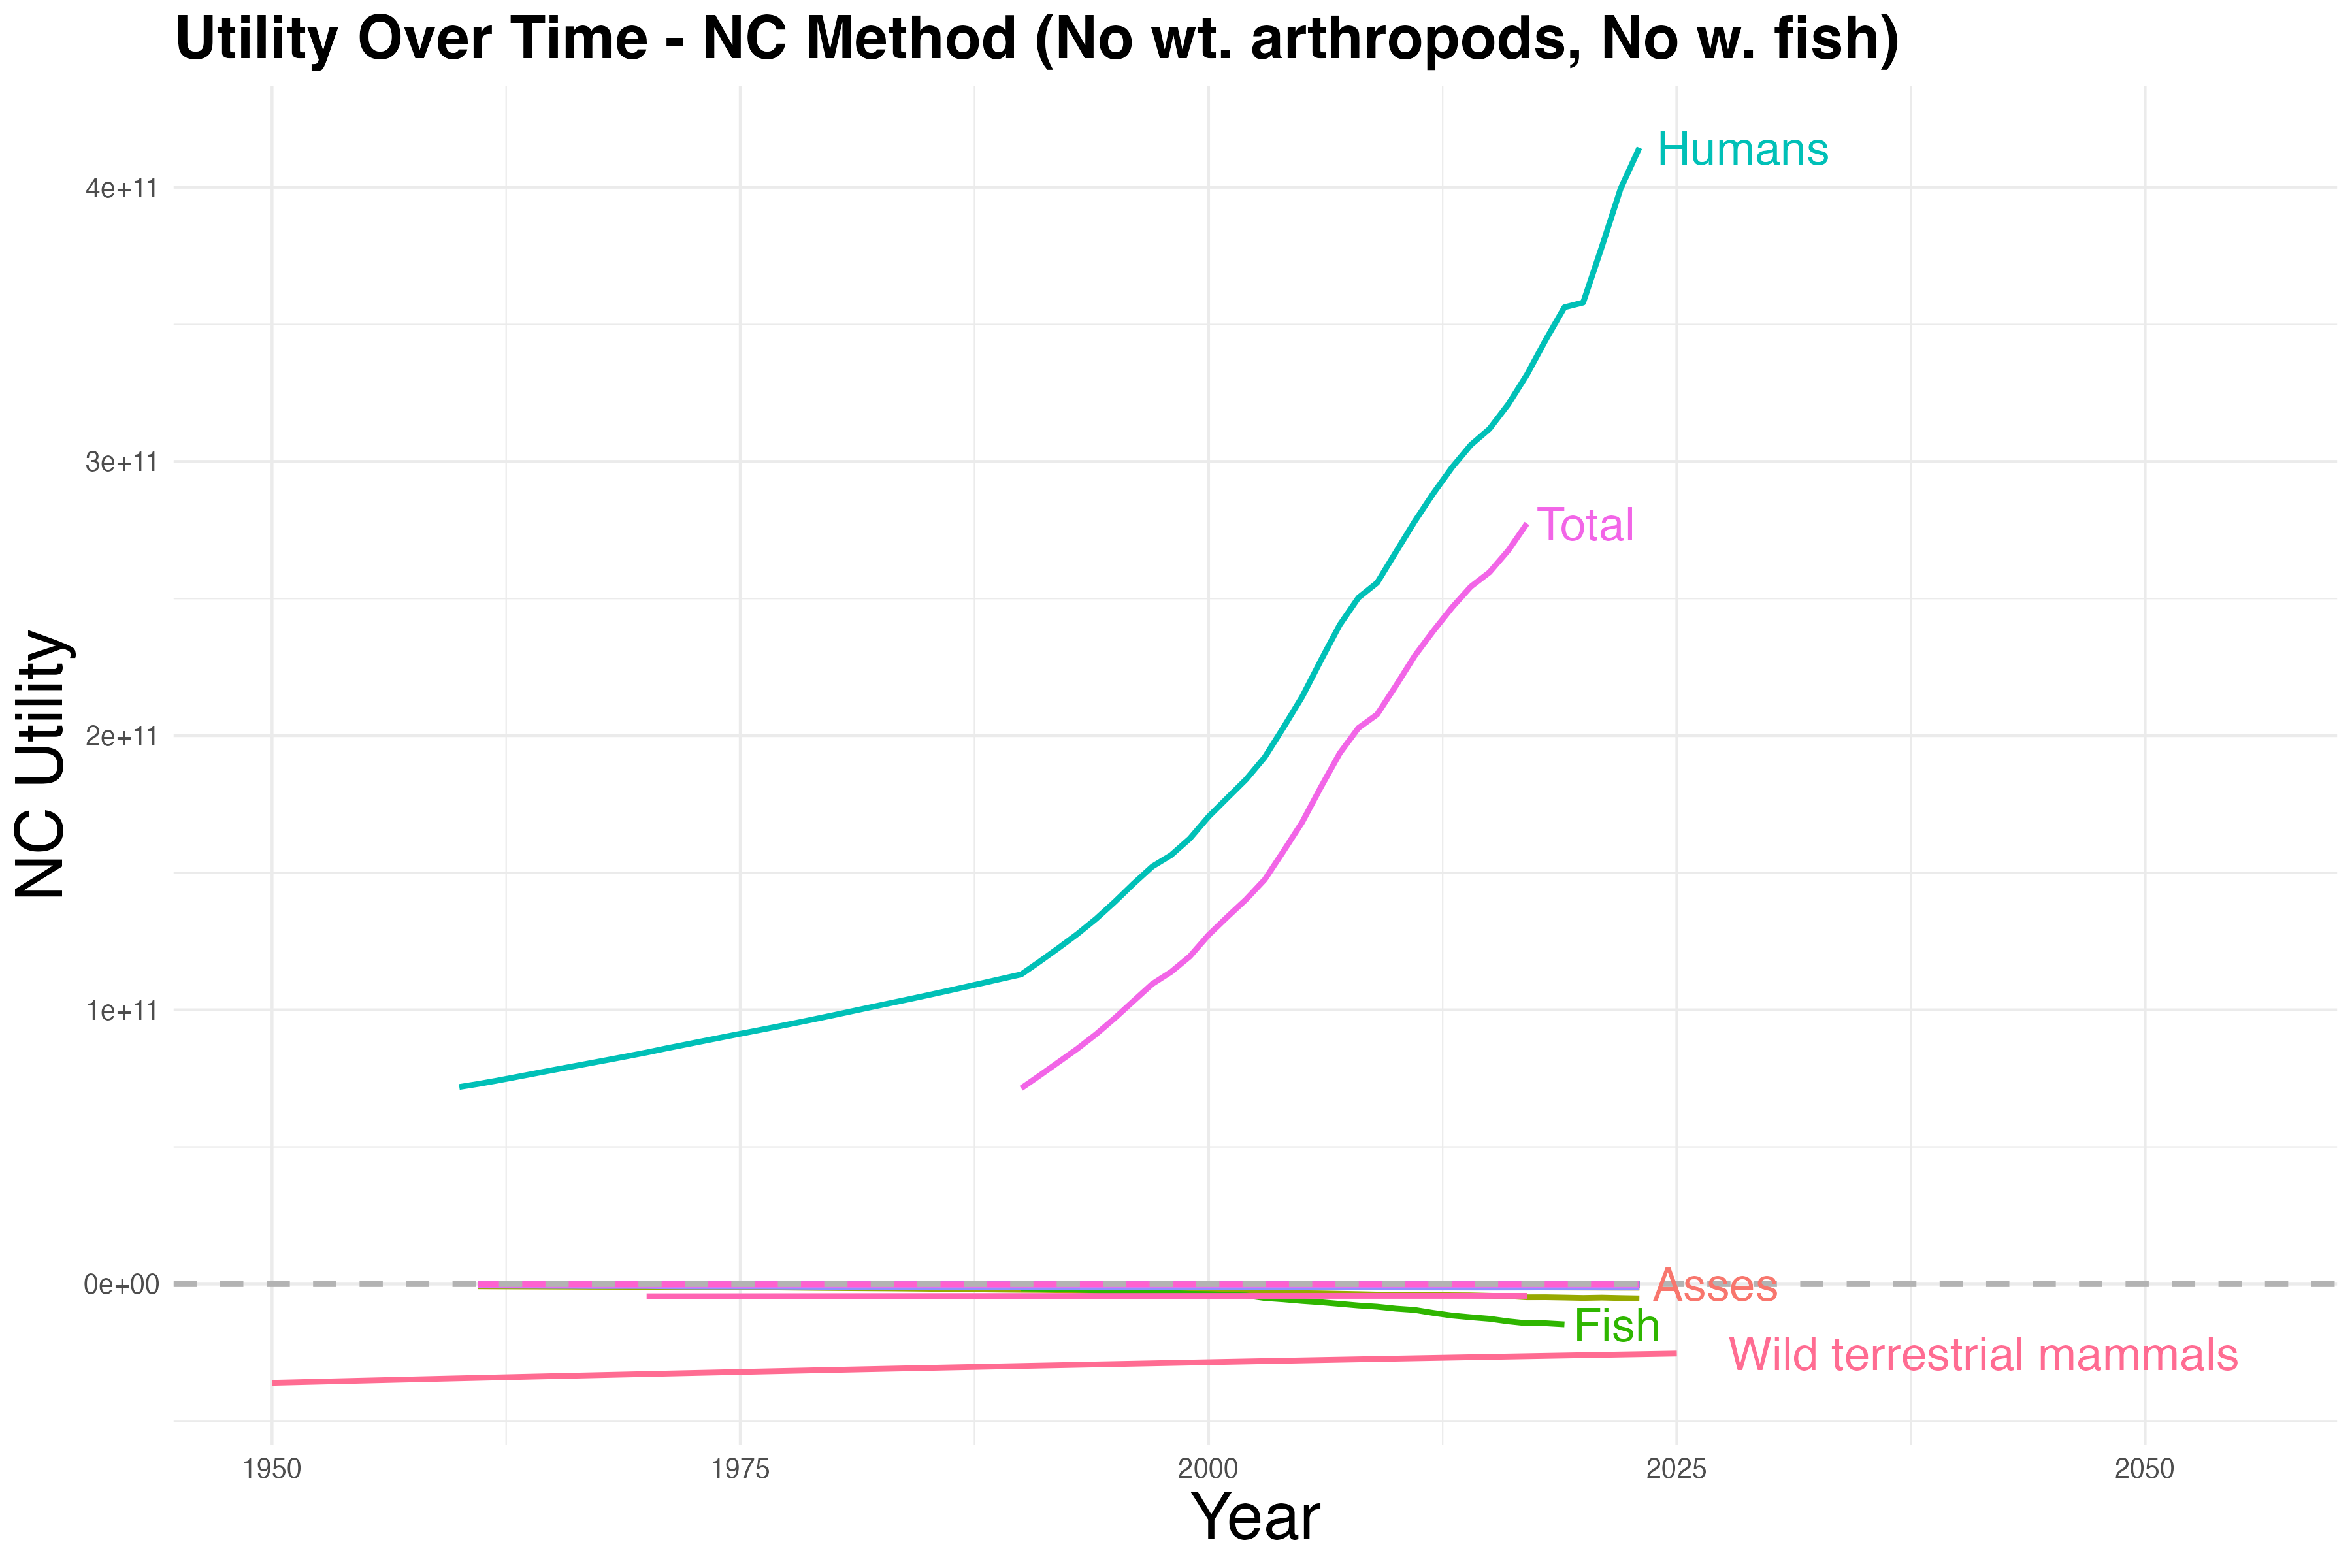 Utility Over Time - NC Method (No wt. arthropods, No w. fish)
Humans
4e+11
3e+11
Total
2e+11
NC Utility
1e+11
0e+00
Asses
Fish
Wild terrestrial mammals
1950
1975
2000
2025
2050
Year